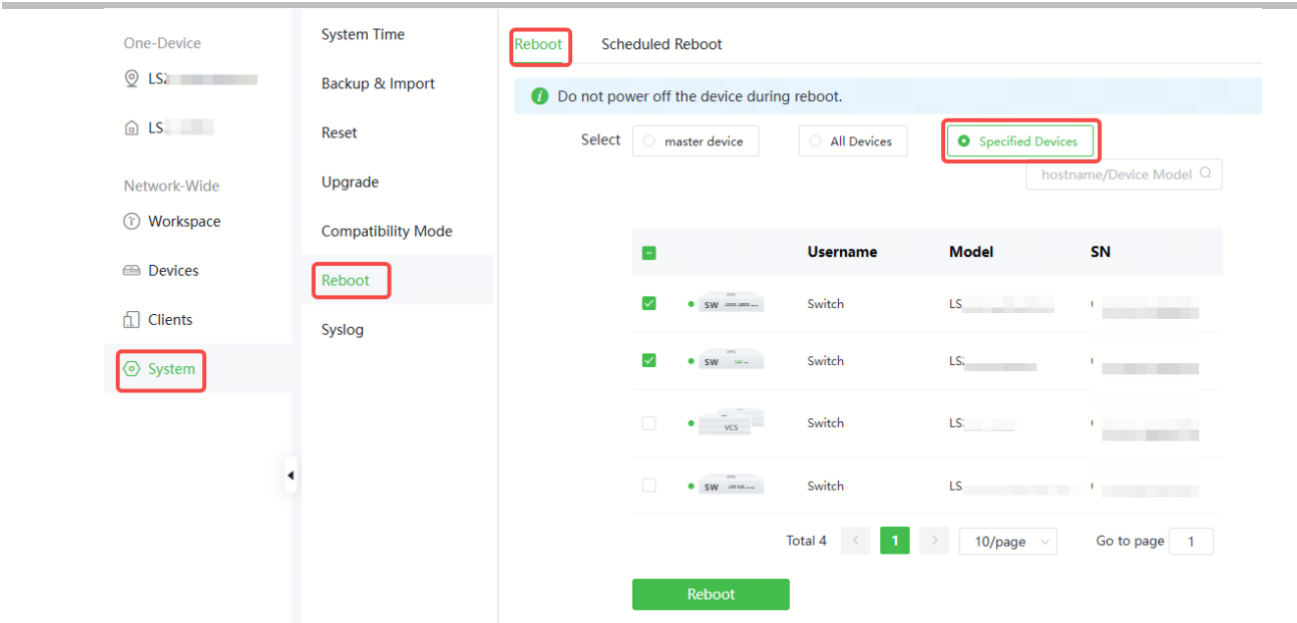 One-Device
LS
LS
Network-Wide
Workspace
Devices
Clients
System
System Time
Backup & Import
Reset
Upgrade
Compatibility Mode
Reboot
Syslog
Reboot Scheduled Reboot
Do not power off the device during reboot.
Select master device All Devices Specified Devices
hostname/Device Model
Username Model SN
SW Switch LS
SW Switch LS
VCS Switch LS
SW Switch LS
Total 4 < 1 > 10/page Go to page 1
Reboot